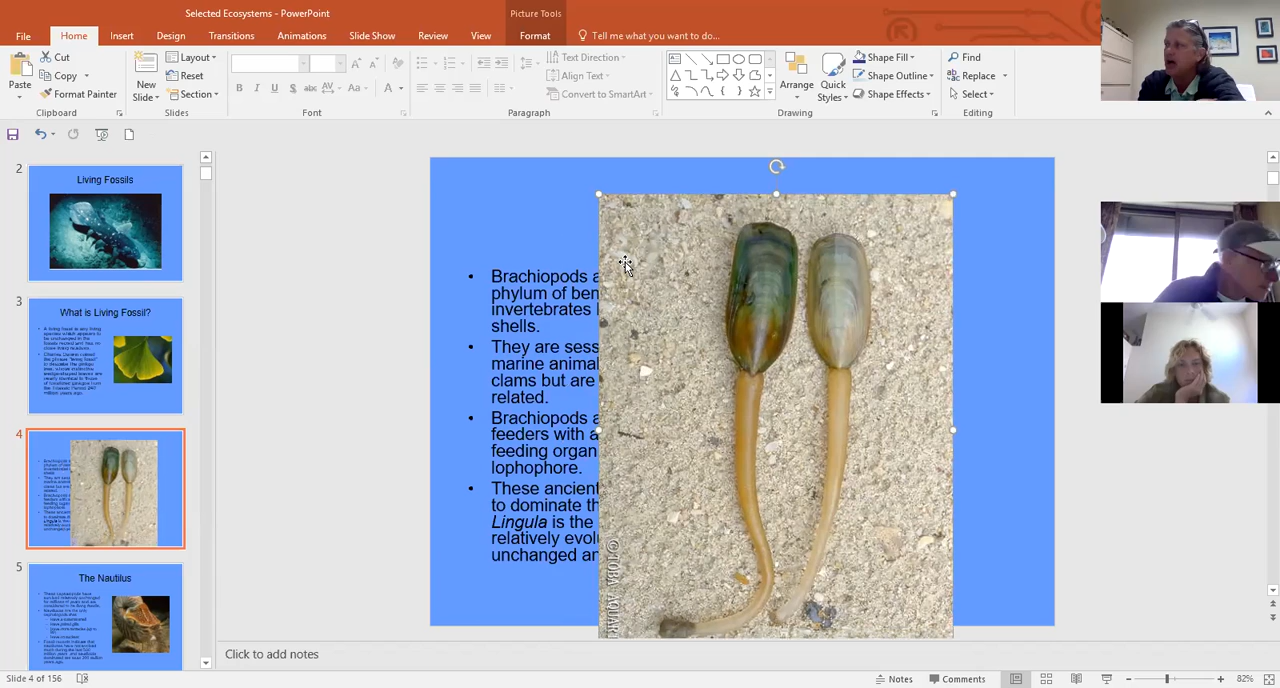 Selected Ecosystems - PowerPoint
Picture Tools
File
Home
Insert
Design
Transitions
Animations
Slide Show
Review
View
Format
Tell me what you want to do...
Paste
Cut
Copy
Format Painter
Clipboard
New
Slide
Layout
Reset
Section
Slides
B I U S abc AV Aa A
Font
Text Direction
Align Text
Convert to SmartArt
Paragraph
Arrange
Quick
Styles
Shape Fill
Shape Outline
Shape Effects
Drawing
Find
Replace
Select
Editing
2
Living Fossils
3
What is Living Fossil?
4
5
The Nautilus
• Brachiopods a
phylum of ben
invertebrates
shells.
• They are sess
marine animal
clams but are
related.
• Brachiopods a
feeders with a
feeding organ
lophophore.
• These ancient
to dominate th
Lingula is the
relatively evol
unchanged an
Click to add notes
Slide 4 of 156
Notes
Comments
82%